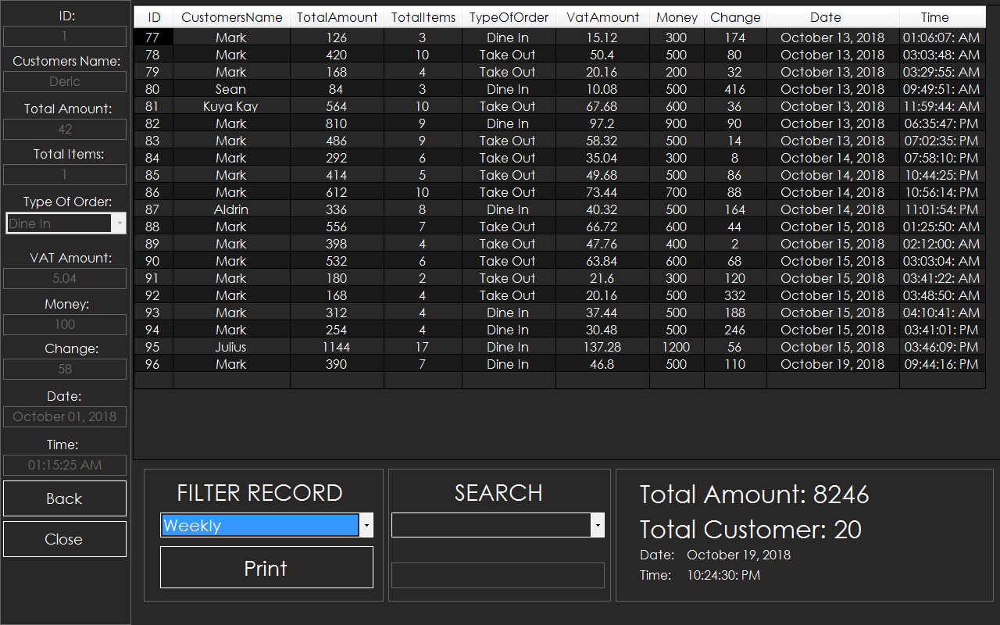 ID:
1
Customers Name:
Deric
Total Amount:
42
Total Items:
1
Type Of Order:
Dine In
VAT Amount:
5.04
Money:
100
Change:
58
Date:
October 01, 2018
Time:
01:15:25 AM
Back
Close
ID CustomersName TotalAmount TotalItems TypeOfOrder VatAmount Money Change Date Time
77 Mark 126 3 Dine In 15.12 300 174 October 13, 2018 01:06:07: AM
78 Mark 420 10 Take Out 50.4 500 80 October 13, 2018 03:03:48: AM
79 Mark 168 4 Take Out 20.16 200 32 October 13, 2018 03:29:55: AM
80 Sean 84 3 Dine In 10.08 500 416 October 13, 2018 09:49:51: AM
81 Kuya Kay 564 10 Take Out 67.68 600 36 October 13, 2018 11:59:44: AM
82 Mark 810 9 Dine In 97.2 900 90 October 13, 2018 06:35:47: PM
83 Mark 486 9 Take Out 58.32 500 14 October 13, 2018 07:02:35: PM
84 Mark 292 6 Take Out 35.04 300 8 October 14, 2018 07:58:10: PM
85 Mark 414 5 Take Out 49.68 500 86 October 14, 2018 10:44:25: PM
86 Mark 612 10 Take Out 73.44 700 88 October 14, 2018 10:56:14: PM
87 Aldrin 336 8 Dine In 40.32 500 164 October 14, 2018 11:01:54: PM
88 Mark 556 7 Take Out 66.72 600 44 October 15, 2018 01:25:50: AM
89 Mark 398 4 Take Out 47.76 400 2 October 15, 2018 02:12:00: AM
90 Mark 532 6 Take Out 63.84 600 68 October 15, 2018 03:03:04: AM
91 Mark 180 2 Take Out 21.6 300 120 October 15, 2018 03:41:22: AM
92 Mark 168 4 Take Out 20.16 500 332 October 15, 2018 03:48:50: AM
93 Mark 312 4 Dine In 37.44 500 188 October 15, 2018 04:10:41: AM
94 Mark 254 4 Dine In 30.48 500 246 October 15, 2018 03:41:01: PM
95 Julius 1144 17 Dine In 137.28 1200 56 October 15, 2018 03:46:09: PM
96 Mark 390 7 Dine In 46.8 500 110 October 19, 2018 09:44:16: PM
FILTER RECORD
Weekly
Print
SEARCH
Total Amount: 8246
Total Customer: 20
Date: October 19, 2018
Time: 10:24:30: PM